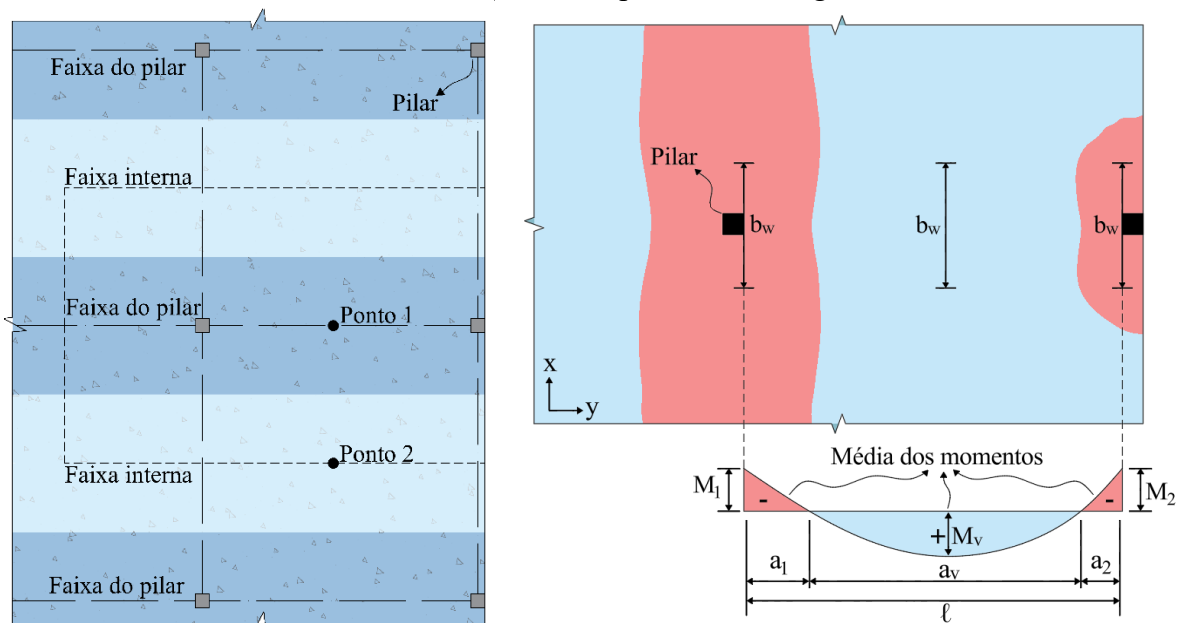 Faixa do pilar
Pilar
Faixa interna
Faixa do pilar
Ponto 1
Ponto 2
Faixa interna
Faixa do pilar
Pilar
bw
bw
bw
x
y
Média dos momentos
M1
-
+ Mv
-
M2
a1
av
a2
ℓ